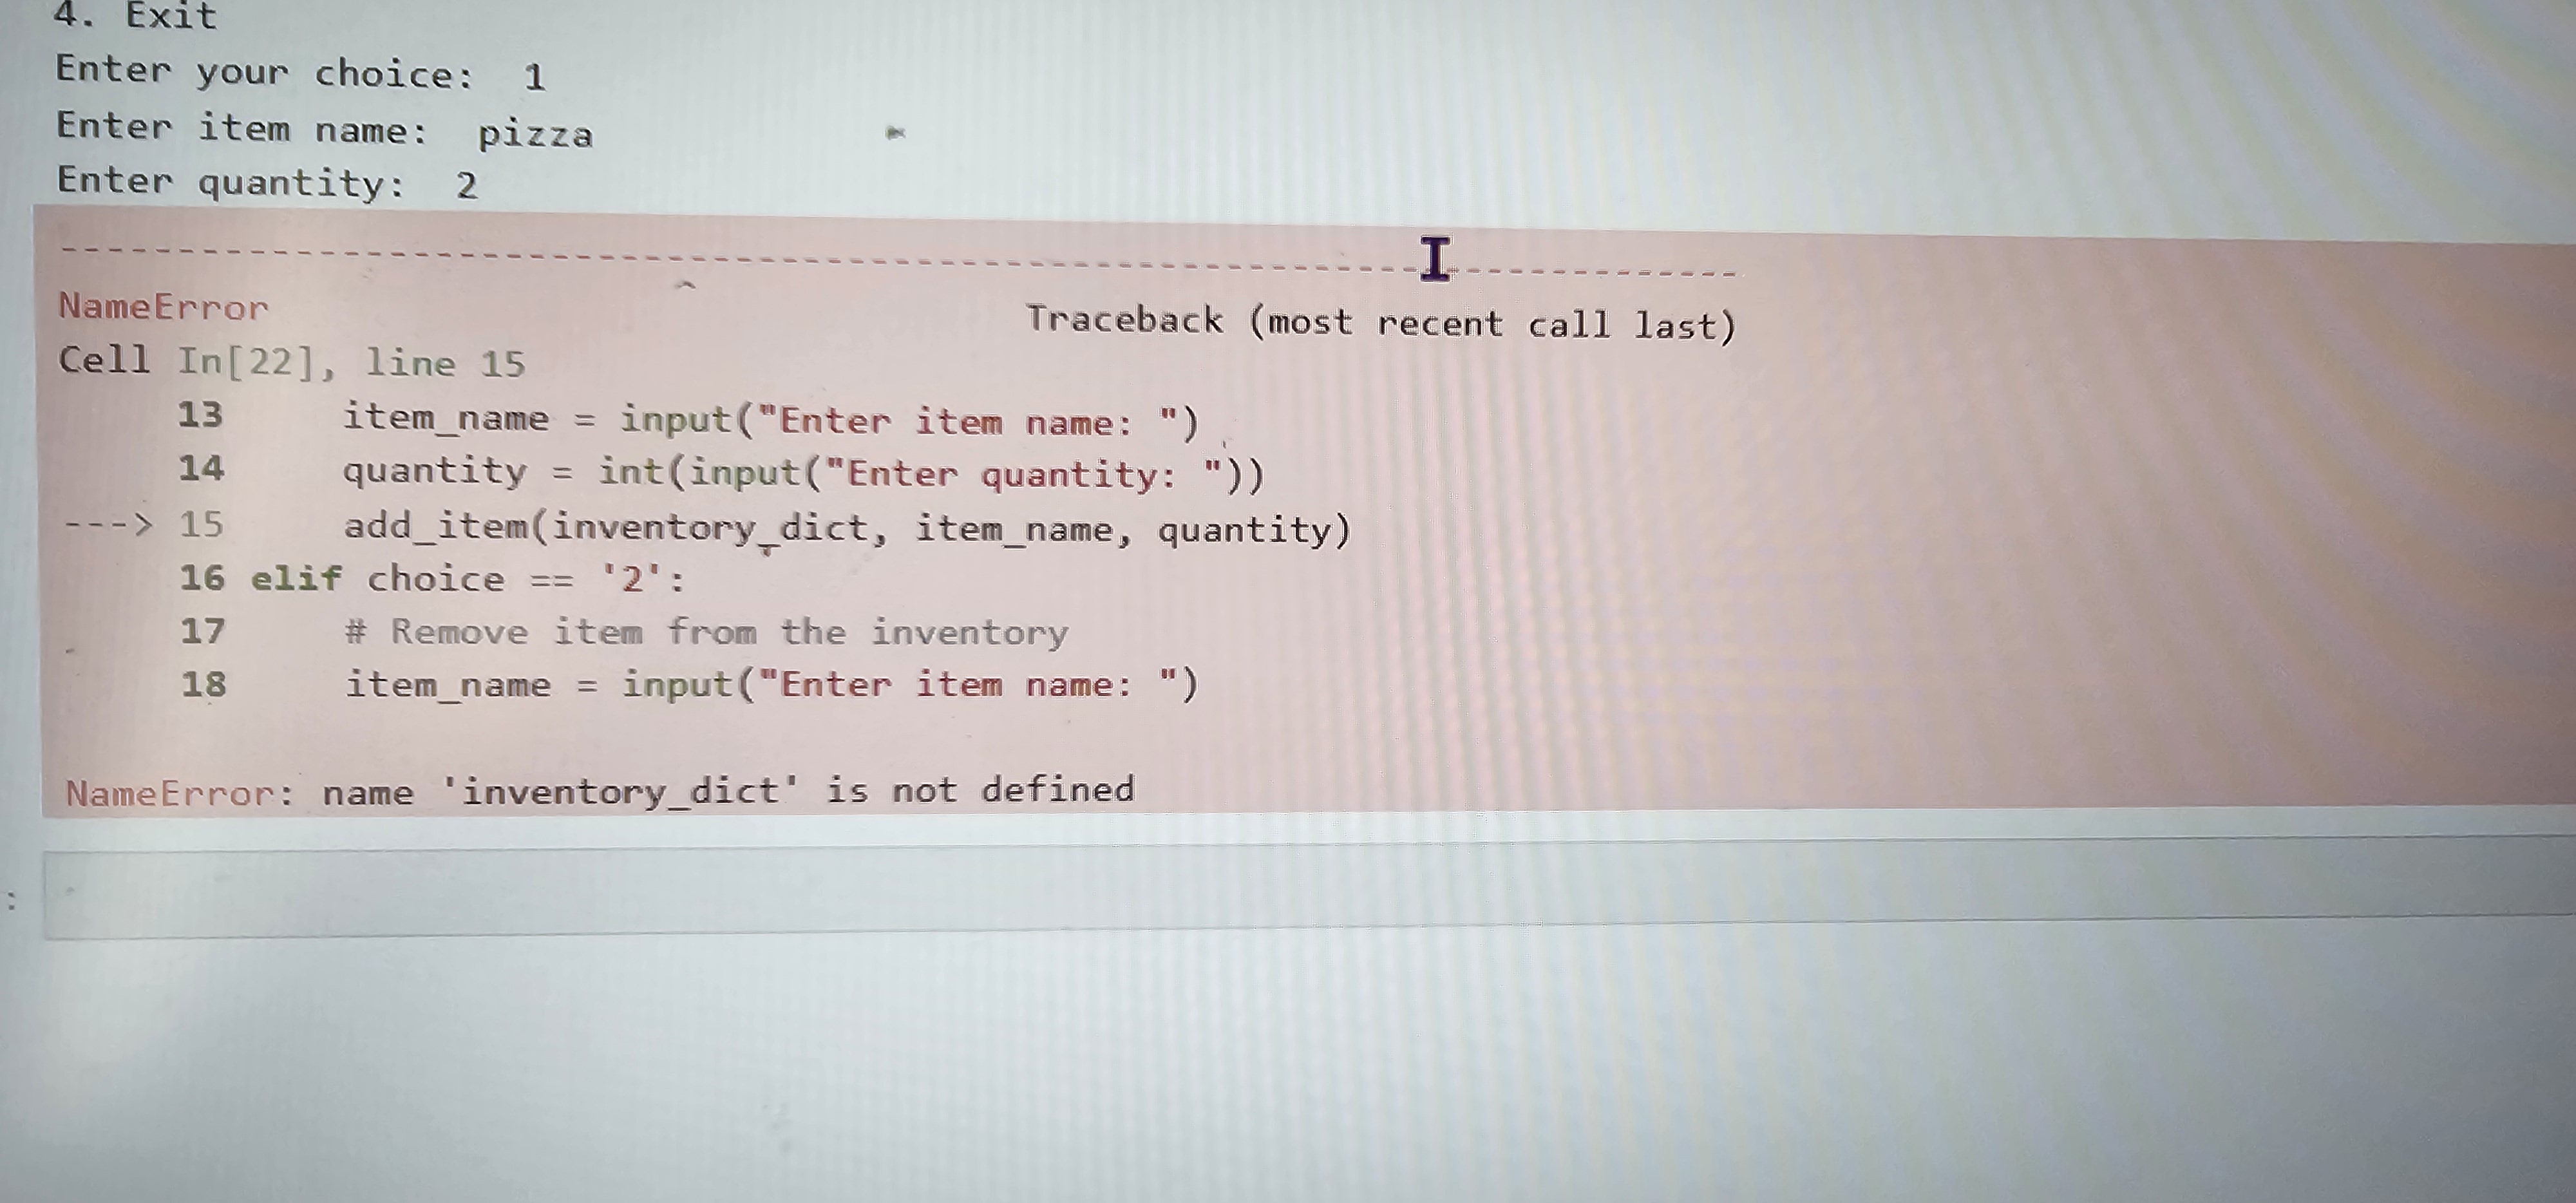 4. Exit
Enter your choice:  1
Enter item name:  pizza
Enter quantity:  2
---------------------------------------------------------------------------
NameError                                 Traceback (most recent call last)
Cell In[22], line 15
     13     item_name = input("Enter item name: ")
     14     quantity = int(input("Enter quantity: "))
---> 15     add_item(inventory_dict, item_name, quantity)
     16 elif choice == '2':
     17     # Remove item from the inventory
     18     item_name = input("Enter item name: ")
NameError: name 'inventory_dict' is not defined
: